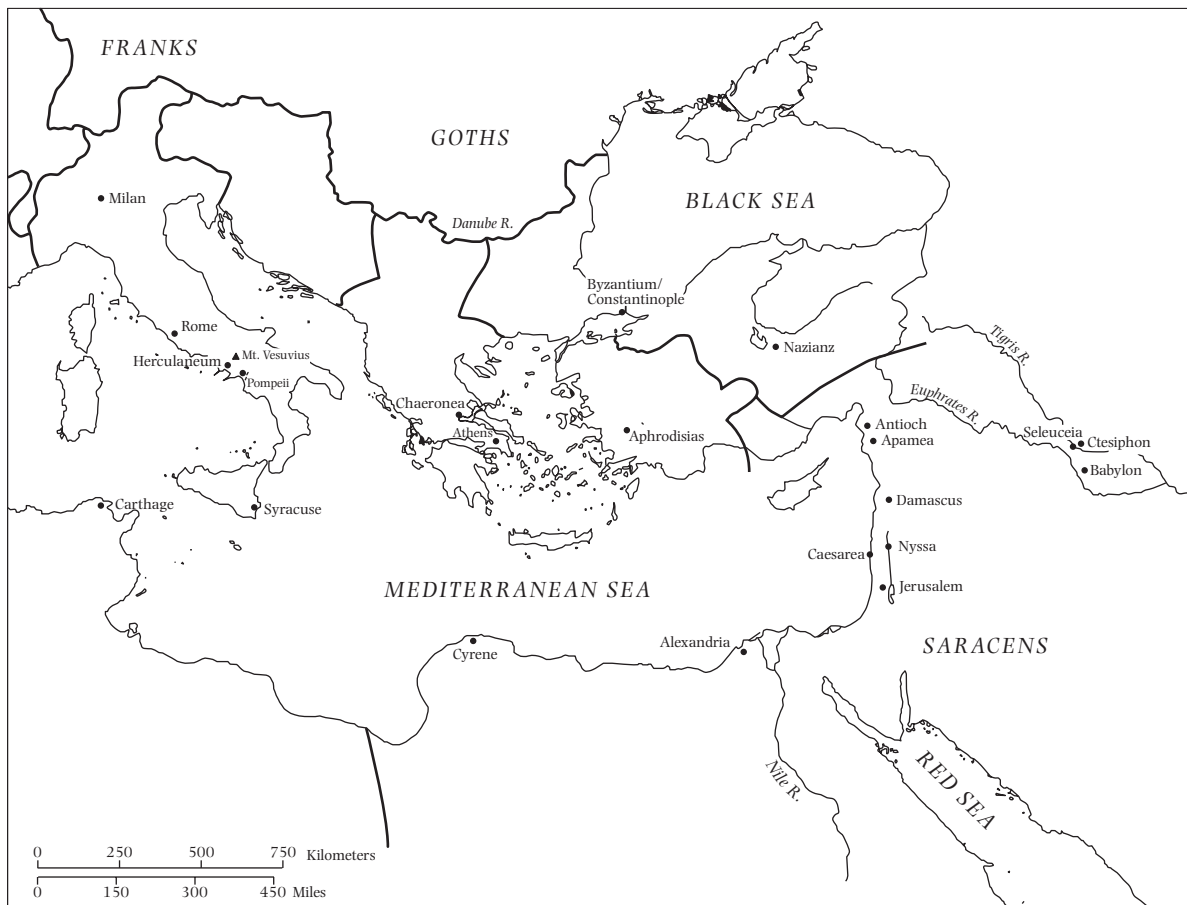 FRANKS
GOTHS
Milan
Danube R.
BLACK SEA
Byzantium/
Constantinople
Rome
Mt. Vesuvius
Herculaneum
Pompeii
Nazianz
Tigris R.
Euphrates R.
Chaeronea
Athens
Aphrodisias
Antioch
Apamea
Seleuceia
Ctesiphon
Babylon
Carthage
Syracuse
Damascus
Caesarea
Nyssa
Jerusalem
MEDITERRANEAN SEA
Cyrene
Alexandria
SARACENS
Nile R.
RED SEA
0 250 500 750 Kilometers
0 150 300 450 Miles